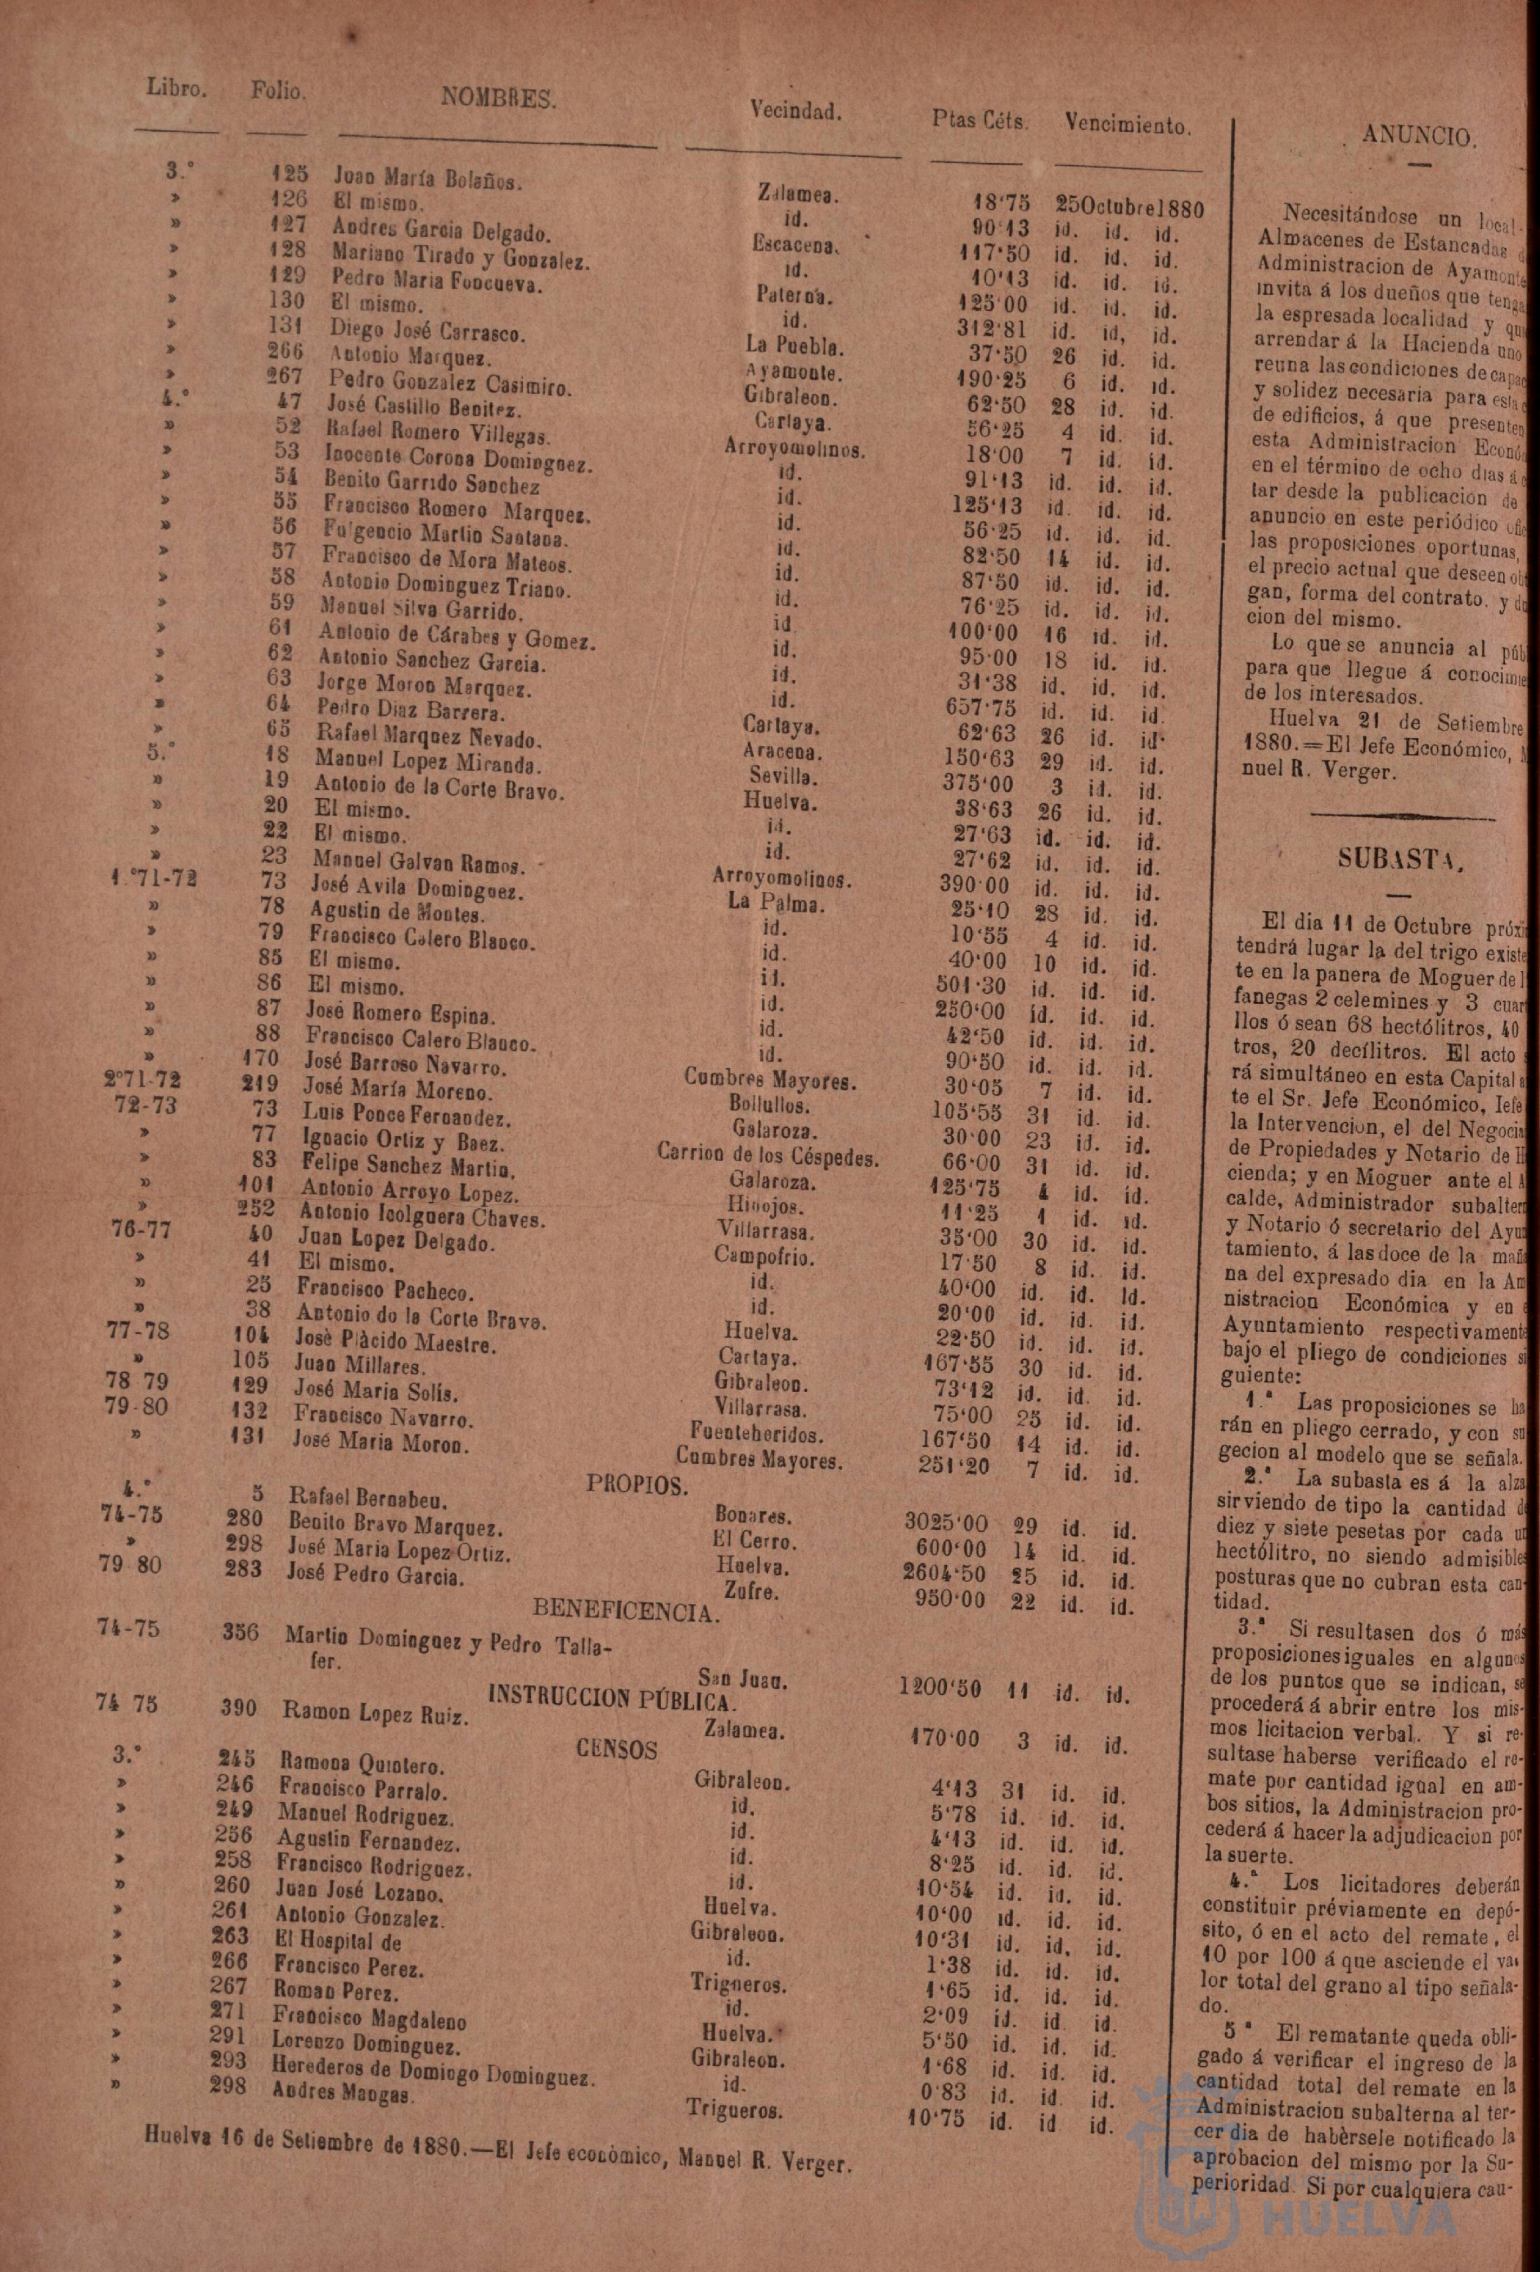 Libro. Folio. NOMBRES. Vecindad. Ptas Céts. Vencimiento.
3.° 125 Juan María Bolaños. Zalamea. 18'75 25 Octubre 1880
» 126 El mismo. id. 90'13 id. id. id.
» 127 Andres Garcia Delgado. Escacena. 117'50 id. id. id.
» 128 Mariano Tirado y Gonzalez. id. 10'13 id. id. id.
» 129 Pedro Maria Foncueva. Paterna. 125'00 id. id. id.
» 130 El mismo. id. 312'81 id. id, id.
» 131 Diego José Carrasco. La Puebla. 37'50 26 id. id.
» 266 Antonio Marquez. Ayamonte. 190'25 6 id. id.
» 267 Pedro Gonzalez Casimiro. Gibraleon. 62'50 28 id. id.
4.° 47 José Castillo Benitez. Cartaya. 56'25 4 id. id.
» 52 Rafael Romero Villegas. Arroyomolinos. 18'00 7 id. id.
» 53 Inocente Corona Dominguez. id. 91'13 id. id. id.
» 54 Benito Garrido Sanchez id. 125'13 id. id. id.
» 55 Francisco Romero Marquez. id. 56'25 id. id. id.
» 56 Fulgencio Martin Santana. id. 82'50 14 id. id.
» 57 Francisco de Mora Mateos. id. 87'50 id. id. id.
» 58 Antonio Dominguez Triano. id. 76'25 id. id. id.
» 59 Manuel Silva Garrido. id 100'00 16 id. id.
» 61 Antonio de Cárabes y Gomez. id. 95'00 18 id. id.
» 62 Antonio Sanchez Garcia. id. 31'38 id. id. id.
» 63 Jorge Moron Marquez. id. 657'75 id. id. id.
» 64 Pedro Diaz Barrera. Cartaya. 62'63 26 id. id.
» 65 Rafael Marquez Nevado. Aracena. 150'63 29 id. id.
5.° 18 Manuel Lopez Miranda. Sevilla. 375'00 3 id. id.
» 19 Antonio de la Corte Bravo. Huelva. 38'63 26 id. id.
» 20 El mismo. id. 27'63 id. id. id.
» 22 El mismo. id. 27'62 id. id. id.
» 23 Manuel Galvan Ramos. Arroyomolinos. 390'00 id. id. id.
1.°71-72 73 José Avila Dominguez. La Palma. 25'10 28 id. id.
» 78 Agustin de Montes. id. 10'55 4 id. id.
» 79 Francisco Calero Blanco. id. 40'00 10 id. id.
» 85 El mismo. id. 501'30 id. id. id.
» 86 El mismo. id. 250'00 id. id. id.
» 87 José Romero Espina. id. 42'50 id. id. id.
» 88 Francisco Calero Blanco. id. 90'50 id. id. id.
» 170 José Barroso Navarro. Cumbres Mayores. 30'05 7 id. id.
2°71-72 219 José María Moreno. Bollullos. 105'55 31 id. id.
72-73 73 Luis Ponce Fernandez. Galaroza. 30'00 23 id. id.
» 77 Ignacio Ortiz y Baez. Carrion de los Céspedes. 66'00 31 id. id.
» 83 Felipe Sanchez Martin. Galaroza. 125'75 4 id. id.
» 101 Antonio Arroyo Lopez. Hinojos. 11'25 1 id. id.
» 252 Antonio Icolguera Chaves. Villarrasa. 35'00 30 id. id.
76-77 40 Juan Lopez Delgado. Campofrio. 17'50 8 id. id.
» 41 El mismo. id. 40'00 id. id. id.
» 25 Francisco Pacheco. id. 20'00 id. id. id.
» 38 Antonio de la Corte Bravo. Huelva. 22'50 id. id. id.
77-78 104 Josè Plàcido Maestre. Cartaya. 167'55 30 id. id.
» 105 Juan Millares. Gibraleon. 73'12 id. id. id.
78 79 129 José Maria Solís. Villarrasa. 75'00 25 id. id.
79-80 132 Francisco Navarro. Fuenteheridos. 167'50 14 id. id.
» 131 José Maria Moron. Cumbres Mayores. 251'20 7 id. id.
PROPIOS.
4.° 5 Rafael Bernabeu. Bonares. 3025'00 29 id. id.
74-75 280 Benito Bravo Marquez. El Cerro. 600'00 14 id. id.
» 298 José Maria Lopez Ortiz. Huelva. 2604'50 25 id. id.
79 80 283 José Pedro Garcia. Zufre. 950'00 22 id. id.
BENEFICENCIA.
74-75 356 Martin Dominguez y Pedro Talla-
fer. San Juan. 1200'50 11 id. id.
INSTRUCCION PÚBLICA.
74 75 390 Ramon Lopez Ruiz. Zalamea. 170'00 3 id. id.
CENSOS
3.° 245 Ramona Quintero. Gibraleon. 4'13 31 id. id.
» 246 Francisco Parralo. id. 5'78 id. id. id.
» 249 Manuel Rodriguez. id. 4'13 id. id. id.
» 256 Agustin Fernandez. id. 8'25 id. id. id.
» 258 Francisco Rodriguez. id. 10'54 id. id. id.
» 260 Juan José Lozano. Huelva. 10'00 id. id. id.
» 261 Antonio Gonzalez. Gibraleon. 10'31 id. id. id.
» 263 El Hospital de id. 1'38 id. id. id.
» 266 Francisco Perez. Trigueros. 1'65 id. id. id.
» 267 Roman Perez. id. 2'09 id. id. id.
» 271 Francisco Magdaleno Huelva. 5'50 id. id. id.
» 291 Lorenzo Dominguez. Gibraleon. 1'68 id. id. id.
» 293 Herederos de Domingo Dominguez. id. 0'83 id. id. id.
» 298 Andres Mangas. Trigueros. 10'75 id. id id.
Huelva 16 de Setiembre de 1880.—El Jefe econòmico, Manuel R. Verger.
ANUNCIO.
Necesitándose un local
Almacenes de Estancadas
Administracion de Ayamonte
invita á los dueños que
la espresada localidad y
arrendar á la Hacienda uno
reuna las condiciones de
y solidez necesaria para
de edificios, á que presenten
esta Administracion
en el término de ocho dias á
tar desde la publicación de
anuncio en este periódico
las proposiciones oportunas,
el precio actual que deseen
gan, forma del contrato. y
cion del mismo.
Lo que se anuncia al
para que llegue á
de los interesados.
Huelva 21 de Setiembre
1880.=El Jefe Económico,
nuel R. Verger.
SUBASTA.
El dia 11 de Octubre
tendrá lugar la del trigo
te en la panera de Moguer de
fanegas 2 celemines y 3
llos ó sean 68 hectólitros, 40
tros, 20 decílitros. El acto
rá simultáneo en esta Capital
te el Sr. Jefe Económico, Jefe
la Intervencion, el del
de Propiedades y Notario de
cienda; y en Moguer ante el
calde, Administrador
y Notario ó secretario del
tamiento, á las doce de la
na del expresado dia en la
nistracion Económica y en
Ayuntamiento respectivamente
bajo el pliego de condiciones si
guiente:
1.ª Las proposiciones se ha
rán en pliego cerrado, y con su
gecion al modelo que se señala.
2.ª La subasta es á la alza
sirviendo de tipo la cantidad de
diez y siete pesetas por cada un
hectólitro, no siendo admisibles
posturas que no cubran esta can-
tidad.
3.ª Si resultasen dos ó más
proposiciones iguales en algunos
de los puntos que se indican, se
procederá á abrir entre los mis-
mos licitacion verbal. Y si re-
sultase haberse verificado el re-
mate por cantidad igual en am-
bos sitios, la Administracion pro-
cederá á hacer la adjudicacion por
la suerte.
4.ª Los licitadores deberán
constituir préviamente en depó-
sito, ó en el acto del remate, el
10 por 100 á que asciende el va-
lor total del grano al tipo señala-
do.
5ª El rematante queda obli-
gado á verificar el ingreso de la
cantidad total del remate en la
Administracion subalterna al ter-
cer dia de habèrsele notificado la
aprobacion del mismo por la Su-
perioridad. Si por cualquiera cau-
HUELVA